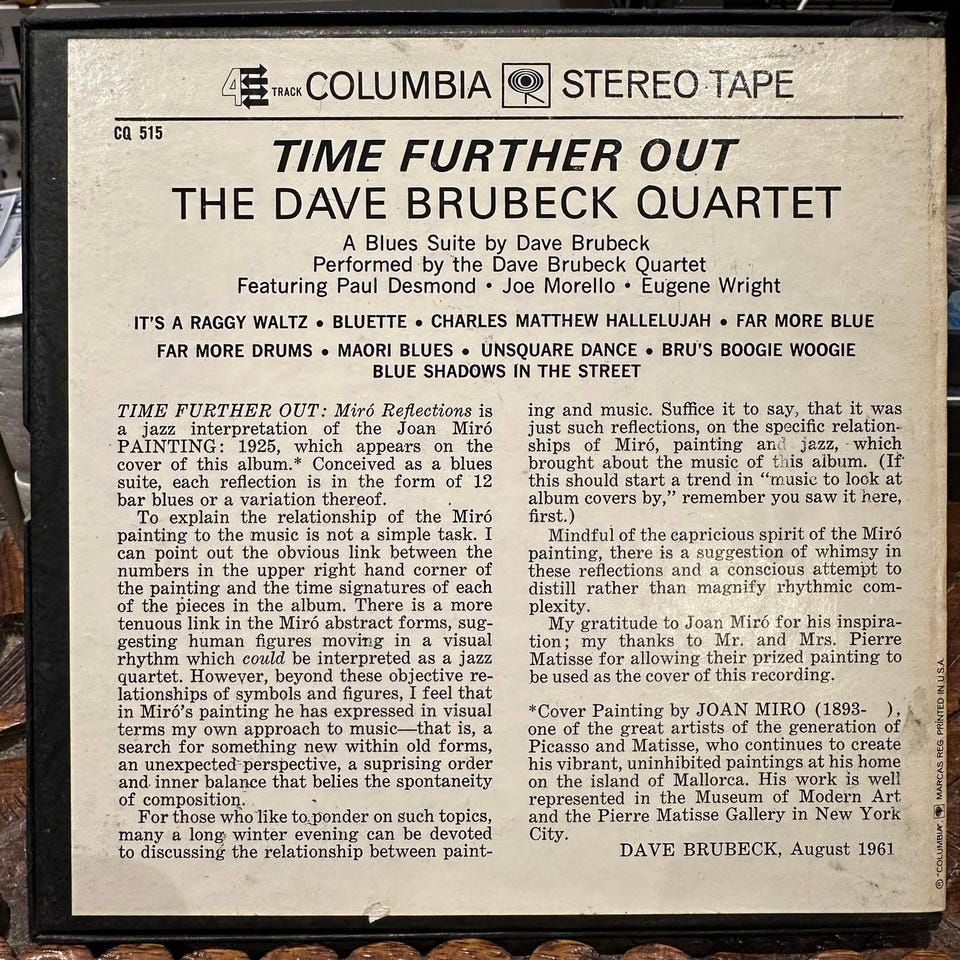 4 TRACK COLUMBIA STEREO TAPE
CQ 515
TIME FURTHER OUT
THE DAVE BRUBECK QUARTET
A Blues Suite by Dave Brubeck
Performed by the Dave Brubeck Quartet
Featuring Paul Desmond • Joe Morello • Eugene Wright
IT'S A RAGGY WALTZ • BLUETTE • CHARLES MATTHEW HALLELUJAH • FAR MORE BLUE
FAR MORE DRUMS • MAORI BLUES • UNSQUARE DANCE • BRU'S BOOGIE WOOGIE
BLUE SHADOWS IN THE STREET
TIME FURTHER OUT: Miró Reflections is
a jazz interpretation of the Joan Miró
PAINTING: 1925, which appears on the
cover of this album.* Conceived as a blues
suite, each reflection is in the form of 12
bar blues or a variation thereof.
To explain the relationship of the Miró
painting to the music is not a simple task. I
can point out the obvious link between the
numbers in the upper right hand corner of
the painting and the time signatures of each
of the pieces in the album. There is a more
tenuous link in the Miró abstract forms, sug-
gesting human figures moving in a visual
rhythm which could be interpreted as a jazz
quartet. However, beyond these objective re-
lationships of symbols and figures, I feel that
in Miró's painting he has expressed in visual
terms my own approach to music—that is, a
search for something new within old forms,
an unexpected perspective, a suprising order
and inner balance that belies the spontaneity
of composition.
For those who like to ponder on such topics,
many a long winter evening can be devoted
to discussing the relationship between paint-
ing and music. Suffice it to say, that it was
just such reflections, on the specific relation-
ships of Miró, painting and jazz, which
brought about the music of this album. (If
this should start a trend in "music to look at
album covers by," remember you saw it here,
first.)
Mindful of the capricious spirit of the Miró
painting, there is a suggestion of whimsy in
these reflections and a conscious attempt to
distill rather than magnify rhythmic com-
plexity.
My gratitude to Joan Miró for his inspira-
tion; my thanks to Mr. and Mrs. Pierre
Matisse for allowing their prized painting to
be used as the cover of this recording.
*Cover Painting by JOAN MIRO (1893- ),
one of the great artists of the generation of
Picasso and Matisse, who continues to create
his vibrant, uninhibited paintings at his home
on the island of Mallorca. His work is well
represented in the Museum of Modern Art
and the Pierre Matisse Gallery in New York
City.
DAVE BRUBECK, August 1961
® "COLUMBIA", MARCAS REG. PRINTED IN U.S.A.